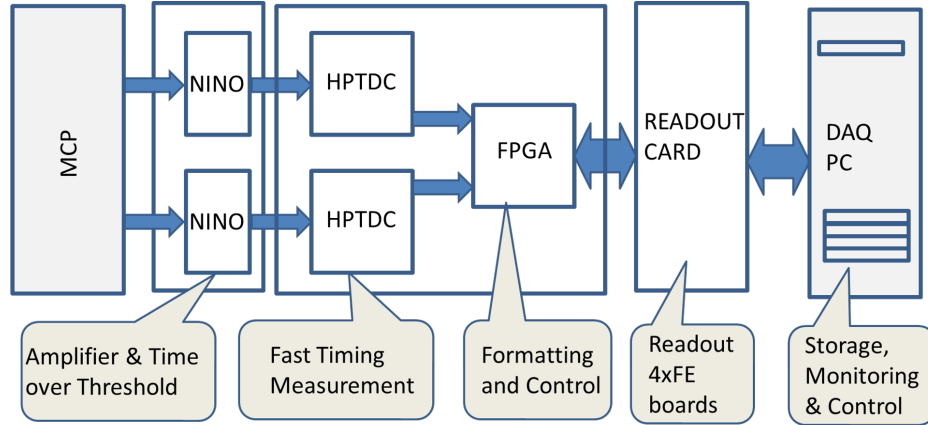 MCP
NINO
HPTDC
NINO
HPTDC
FPGA
READOUT
CARD
DAQ
PC
Amplifier & Time
over Threshold
Fast Timing
Measurement
Formatting
and Control
Readout
4xFE
boards
Storage,
Monitoring
& Control